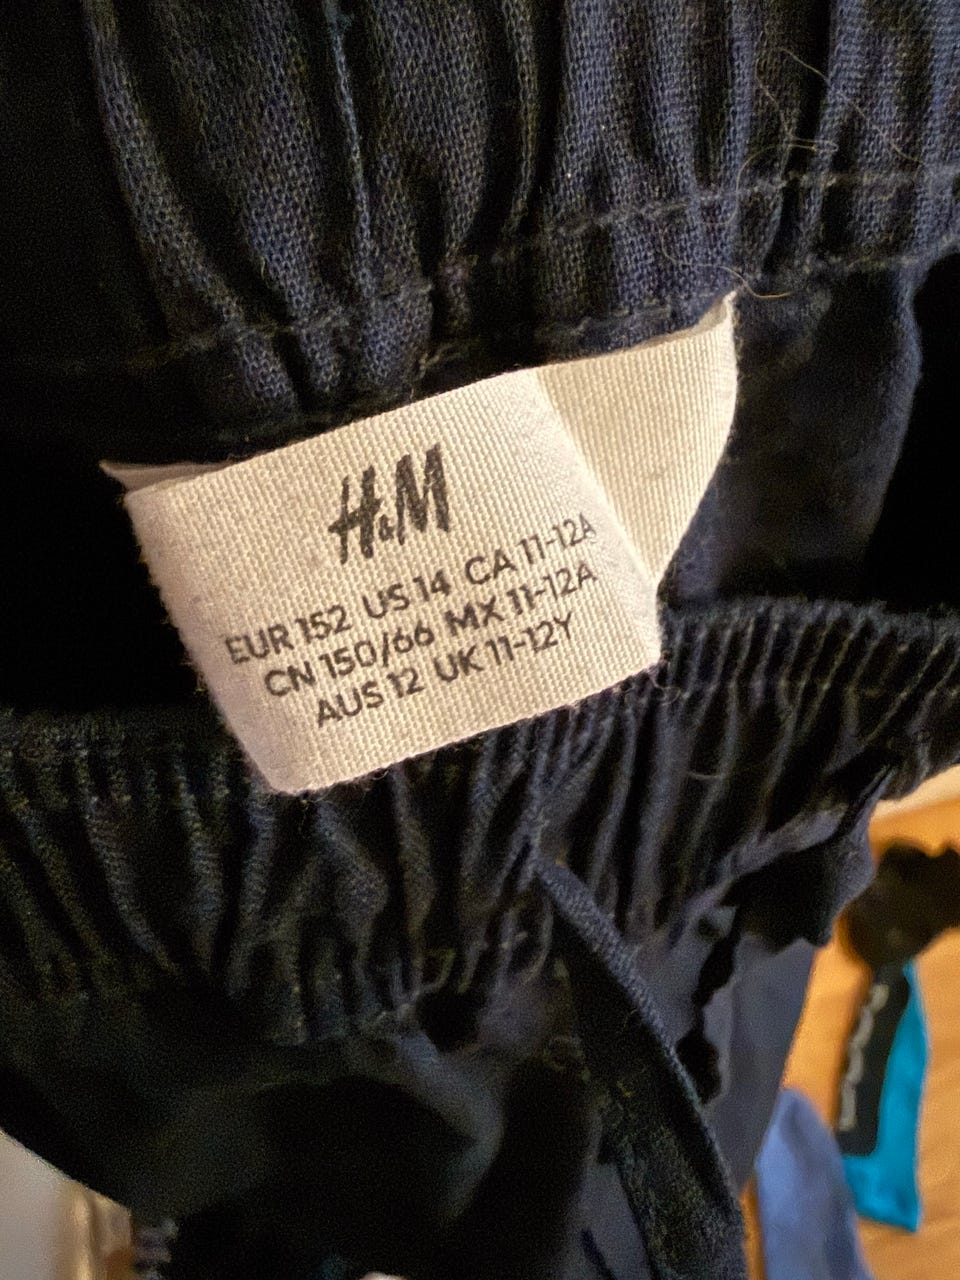 H&M
EUR 152 US 14 CA 11-12A
CN 150/66 MX 11-12A
AUS 12 UK 11-12Y